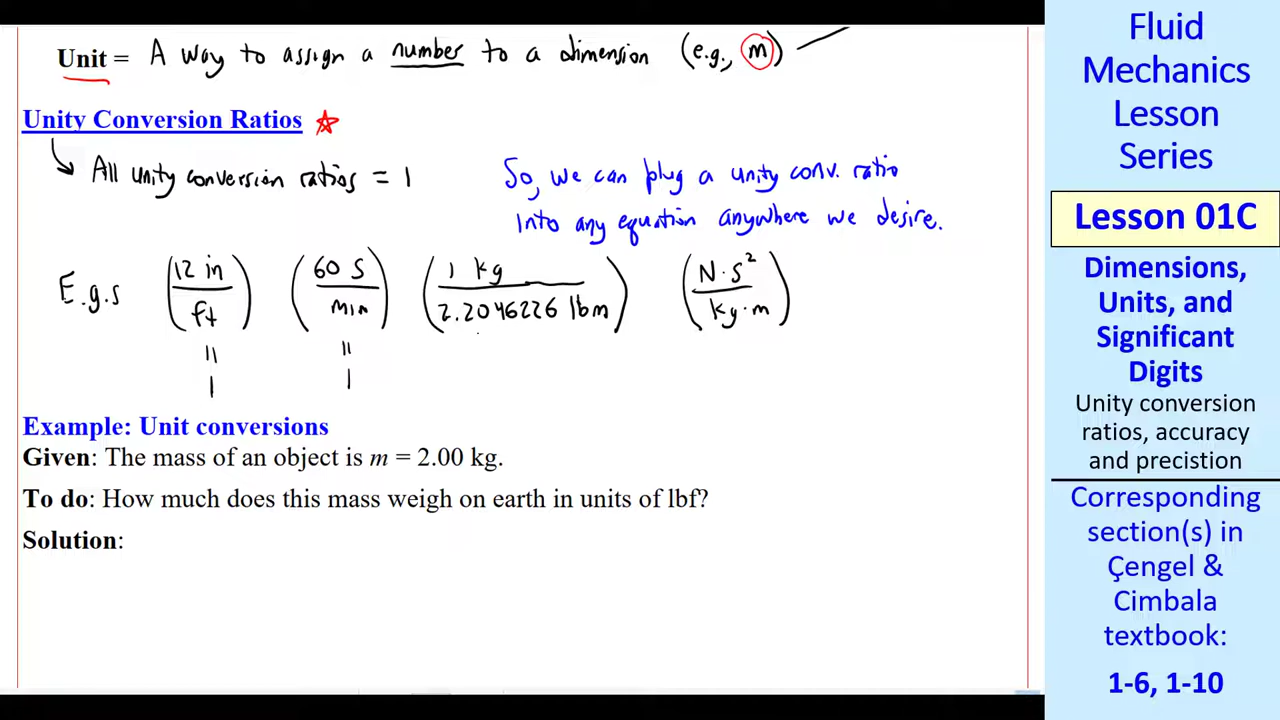 Unit = A way to assign a number to a dimension (e.g., m)
Unity Conversion Ratios
All unity conversion ratios = 1
So, we can plug a unity conv. ratio
into any equation anywhere we desire.
E.g.s (12 in / ft) (60 s / min) (1 kg / 2.2046226 lbm) (N·s² / kg·m)
= =
1 1
Example: Unit conversions
Given: The mass of an object is m = 2.00 kg.
To do: How much does this mass weigh on earth in units of lbf?
Solution:
Fluid
Mechanics
Lesson
Series
Lesson 01C
Dimensions,
Units, and
Significant
Digits
Unity conversion
ratios, accuracy
and precistion
Corresponding
section(s) in
Çengel &
Cimbala
textbook:
1-6, 1-10